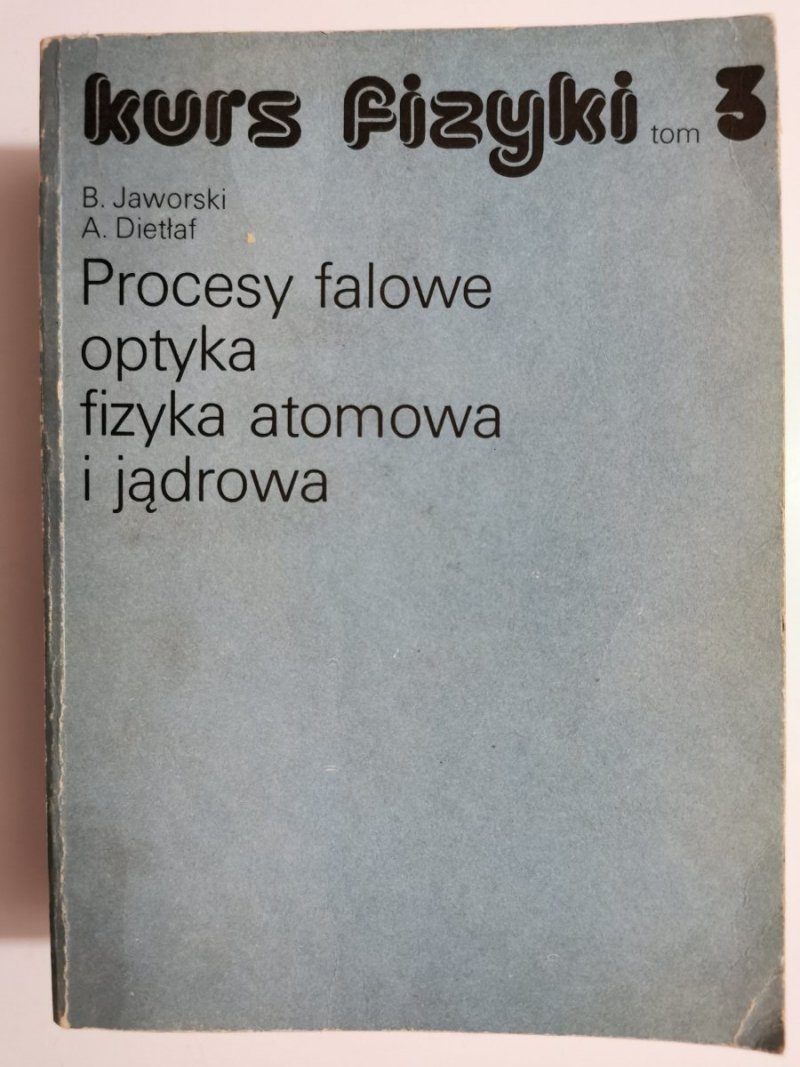 kurs fizyki tom 3
B. Jaworski
A. Dietłaf
Procesy falowe
optyka
fizyka atomowa
i jądrowa